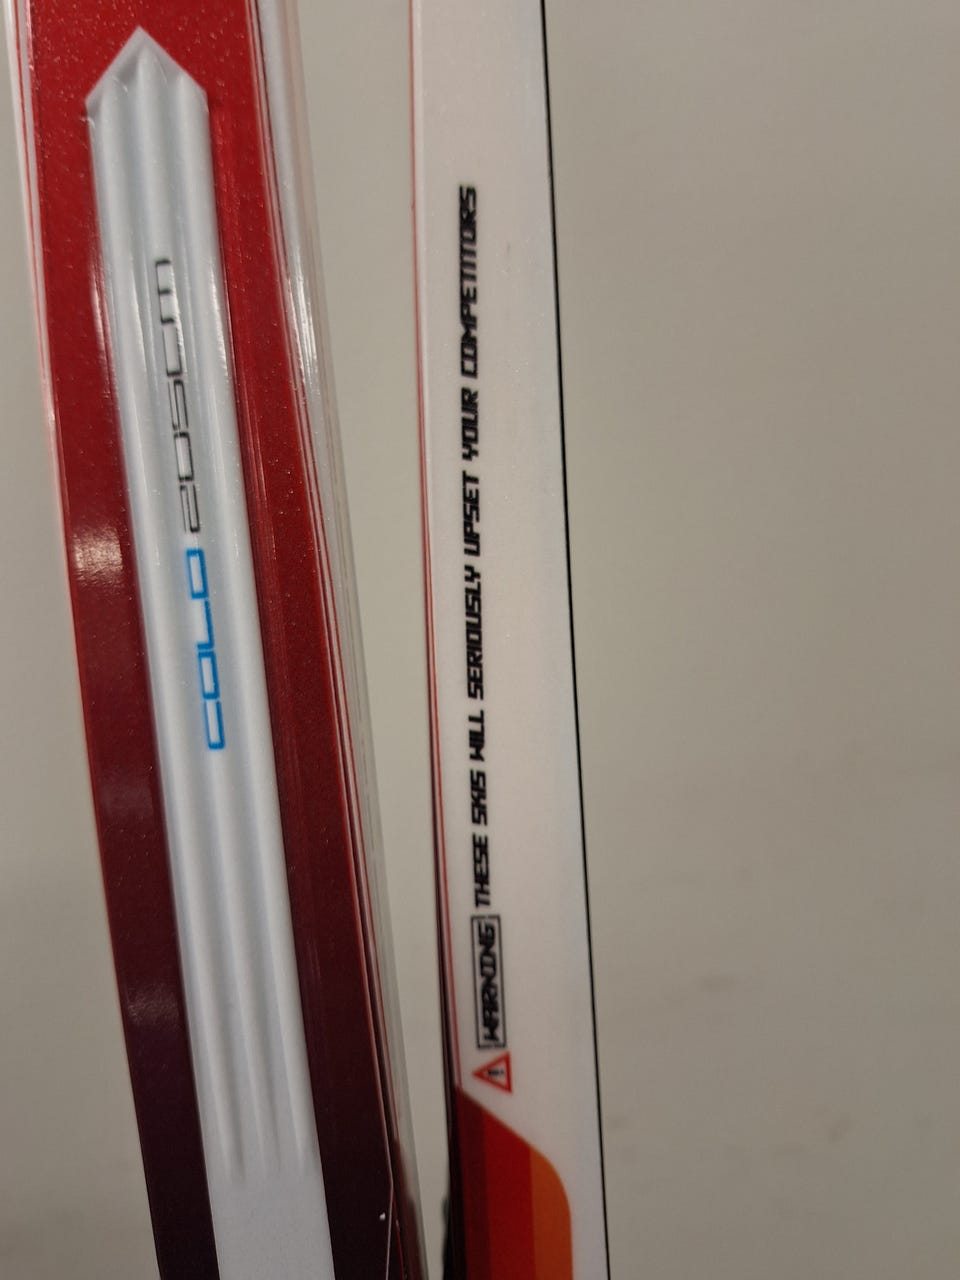 COLD 205CM
WARNING THESE SKIS WILL SERIOUSLY UPSET YOUR COMPETITORS